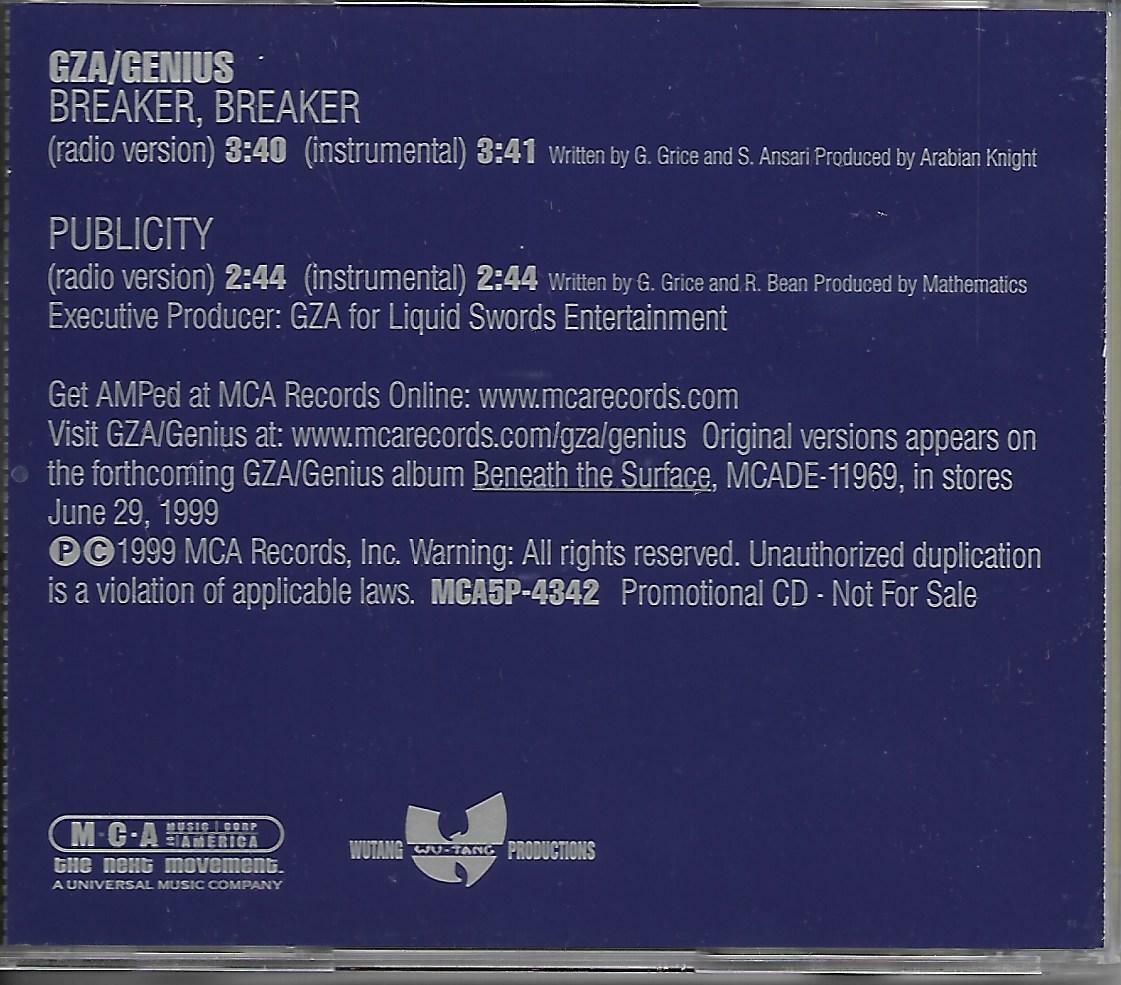 GZA/GENIUS
BREAKER, BREAKER
(radio version) 3:40 (instrumental) 3:41 Written by G. Grice and S. Ansari Produced by Arabian Knight
PUBLICITY
(radio version) 2:44 (instrumental) 2:44 Written by G. Grice and R. Bean Produced by Mathematics
Executive Producer: GZA for Liquid Swords Entertainment
Get AMPed at MCA Records Online: www.mcarecords.com
Visit GZA/Genius at: www.mcarecords.com/gza/genius Original versions appears on
the forthcoming GZA/Genius album Beneath the Surface, MCADE-11969, in stores
June 29, 1999
℗©1999 MCA Records, Inc. Warning: All rights reserved. Unauthorized duplication
is a violation of applicable laws. MCA5P-4342 Promotional CD - Not For Sale
M·C·A MUSIC CORP OF AMERICA
the next movement.
A UNIVERSAL MUSIC COMPANY
WUTANG WU-TANG PRODUCTIONS